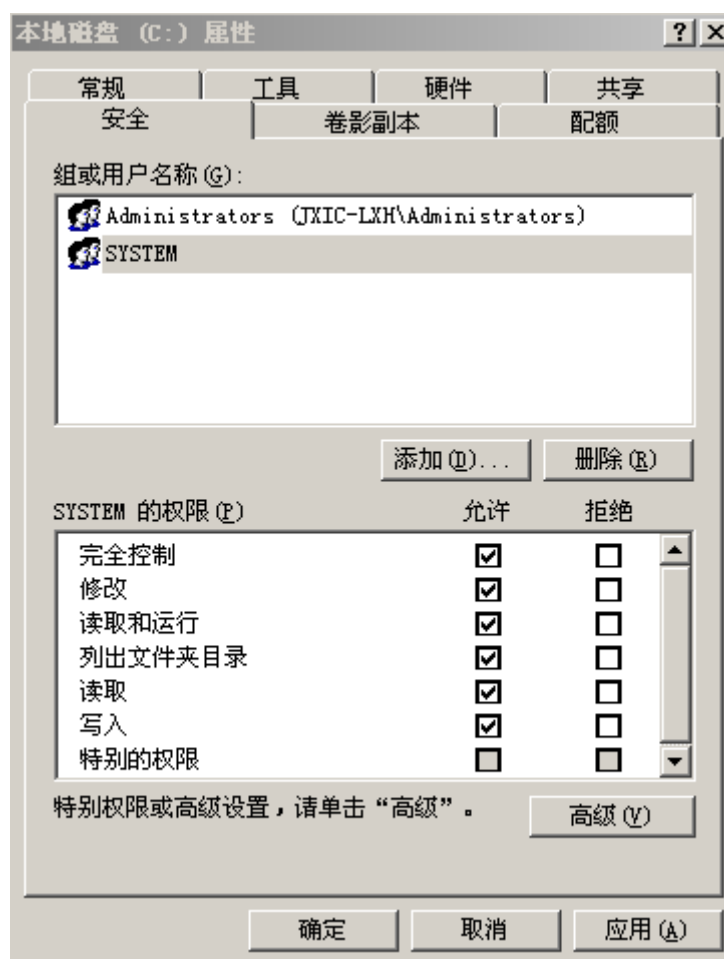 本地磁盘 (C:) 属性
常规 工具 硬件 共享
安全 卷影副本 配额
组或用户名称(G):
Administrators (JXIC-LXH\Administrators)
SYSTEM
添加(D)... 删除(R)
SYSTEM 的权限(P) 允许 拒绝
完全控制
修改
读取和运行
列出文件夹目录
读取
写入
特别的权限
特别权限或高级设置，请单击“高级”。 高级(V)
确定 取消 应用(A)